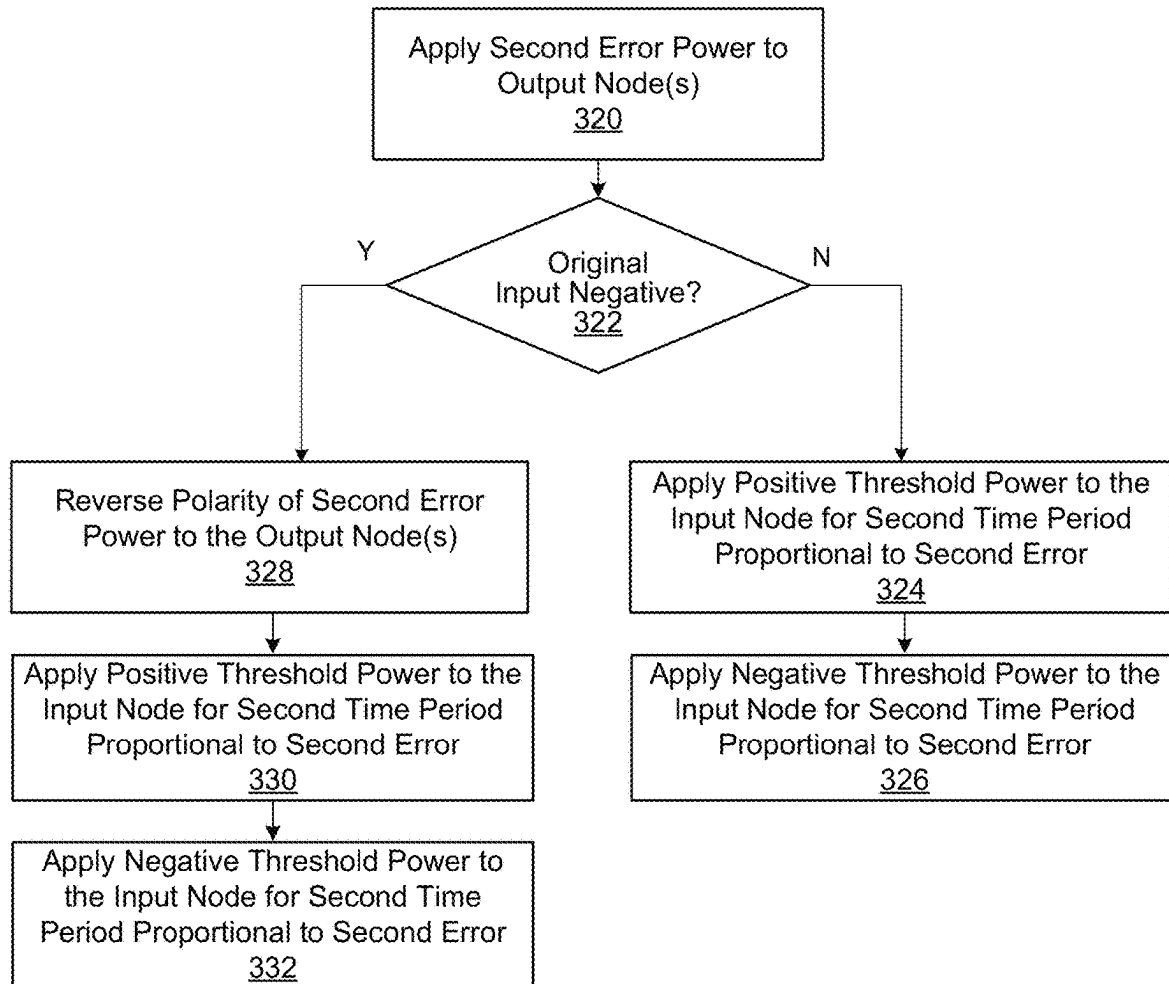 Apply Second Error Power to
Output Node(s)
320
Y
N
Original
Input Negative?
322
Reverse Polarity of Second Error
Power to the Output Node(s)
328
Apply Positive Threshold Power to the
Input Node for Second Time Period
Proportional to Second Error
324
Apply Positive Threshold Power to the
Input Node for Second Time Period
Proportional to Second Error
330
Apply Negative Threshold Power to the
Input Node for Second Time Period
Proportional to Second Error
326
Apply Negative Threshold Power to
the Input Node for Second Time
Period Proportional to Second Error
332